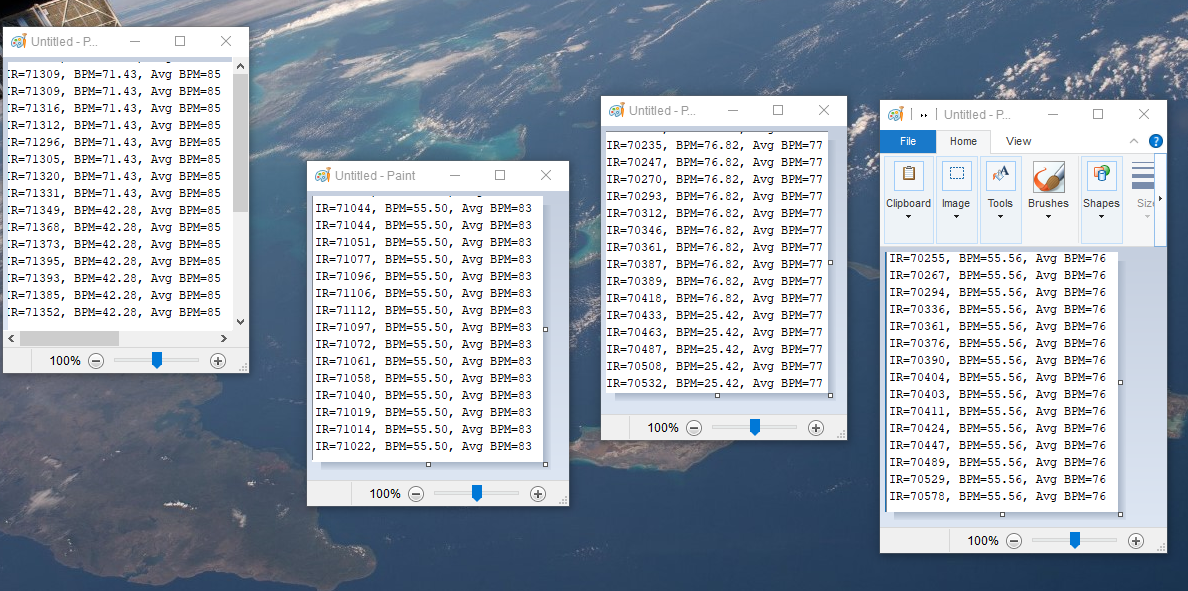 Untitled - P...
IR=71309, BPM=71.43, Avg BPM=85
IR=71309, BPM=71.43, Avg BPM=85
IR=71316, BPM=71.43, Avg BPM=85
IR=71312, BPM=71.43, Avg BPM=85
IR=71296, BPM=71.43, Avg BPM=85
IR=71305, BPM=71.43, Avg BPM=85
IR=71320, BPM=71.43, Avg BPM=85
IR=71331, BPM=71.43, Avg BPM=85
IR=71349, BPM=42.28, Avg BPM=85
IR=71368, BPM=42.28, Avg BPM=85
IR=71373, BPM=42.28, Avg BPM=85
IR=71395, BPM=42.28, Avg BPM=85
IR=71393, BPM=42.28, Avg BPM=85
IR=71385, BPM=42.28, Avg BPM=85
IR=71352, BPM=42.28, Avg BPM=85
100%
Untitled - Paint
IR=71044, BPM=55.50, Avg BPM=83
IR=71044, BPM=55.50, Avg BPM=83
IR=71051, BPM=55.50, Avg BPM=83
IR=71077, BPM=55.50, Avg BPM=83
IR=71096, BPM=55.50, Avg BPM=83
IR=71106, BPM=55.50, Avg BPM=83
IR=71112, BPM=55.50, Avg BPM=83
IR=71097, BPM=55.50, Avg BPM=83
IR=71072, BPM=55.50, Avg BPM=83
IR=71061, BPM=55.50, Avg BPM=83
IR=71058, BPM=55.50, Avg BPM=83
IR=71040, BPM=55.50, Avg BPM=83
IR=71019, BPM=55.50, Avg BPM=83
IR=71014, BPM=55.50, Avg BPM=83
IR=71022, BPM=55.50, Avg BPM=83
100%
Untitled - P...
IR=70235, BPM=76.82, Avg BPM=77
IR=70247, BPM=76.82, Avg BPM=77
IR=70270, BPM=76.82, Avg BPM=77
IR=70293, BPM=76.82, Avg BPM=77
IR=70312, BPM=76.82, Avg BPM=77
IR=70346, BPM=76.82, Avg BPM=77
IR=70361, BPM=76.82, Avg BPM=77
IR=70387, BPM=76.82, Avg BPM=77
IR=70389, BPM=76.82, Avg BPM=77
IR=70418, BPM=76.82, Avg BPM=77
IR=70433, BPM=25.42, Avg BPM=77
IR=70463, BPM=25.42, Avg BPM=77
IR=70487, BPM=25.42, Avg BPM=77
IR=70508, BPM=25.42, Avg BPM=77
IR=70532, BPM=25.42, Avg BPM=77
100%
Untitled - P...
File Home View
Clipboard Image Tools Brushes Shapes
IR=70255, BPM=55.56, Avg BPM=76
IR=70267, BPM=55.56, Avg BPM=76
IR=70294, BPM=55.56, Avg BPM=76
IR=70336, BPM=55.56, Avg BPM=76
IR=70361, BPM=55.56, Avg BPM=76
IR=70376, BPM=55.56, Avg BPM=76
IR=70390, BPM=55.56, Avg BPM=76
IR=70404, BPM=55.56, Avg BPM=76
IR=70403, BPM=55.56, Avg BPM=76
IR=70411, BPM=55.56, Avg BPM=76
IR=70424, BPM=55.56, Avg BPM=76
IR=70447, BPM=55.56, Avg BPM=76
IR=70489, BPM=55.56, Avg BPM=76
IR=70529, BPM=55.56, Avg BPM=76
IR=70578, BPM=55.56, Avg BPM=76
100%